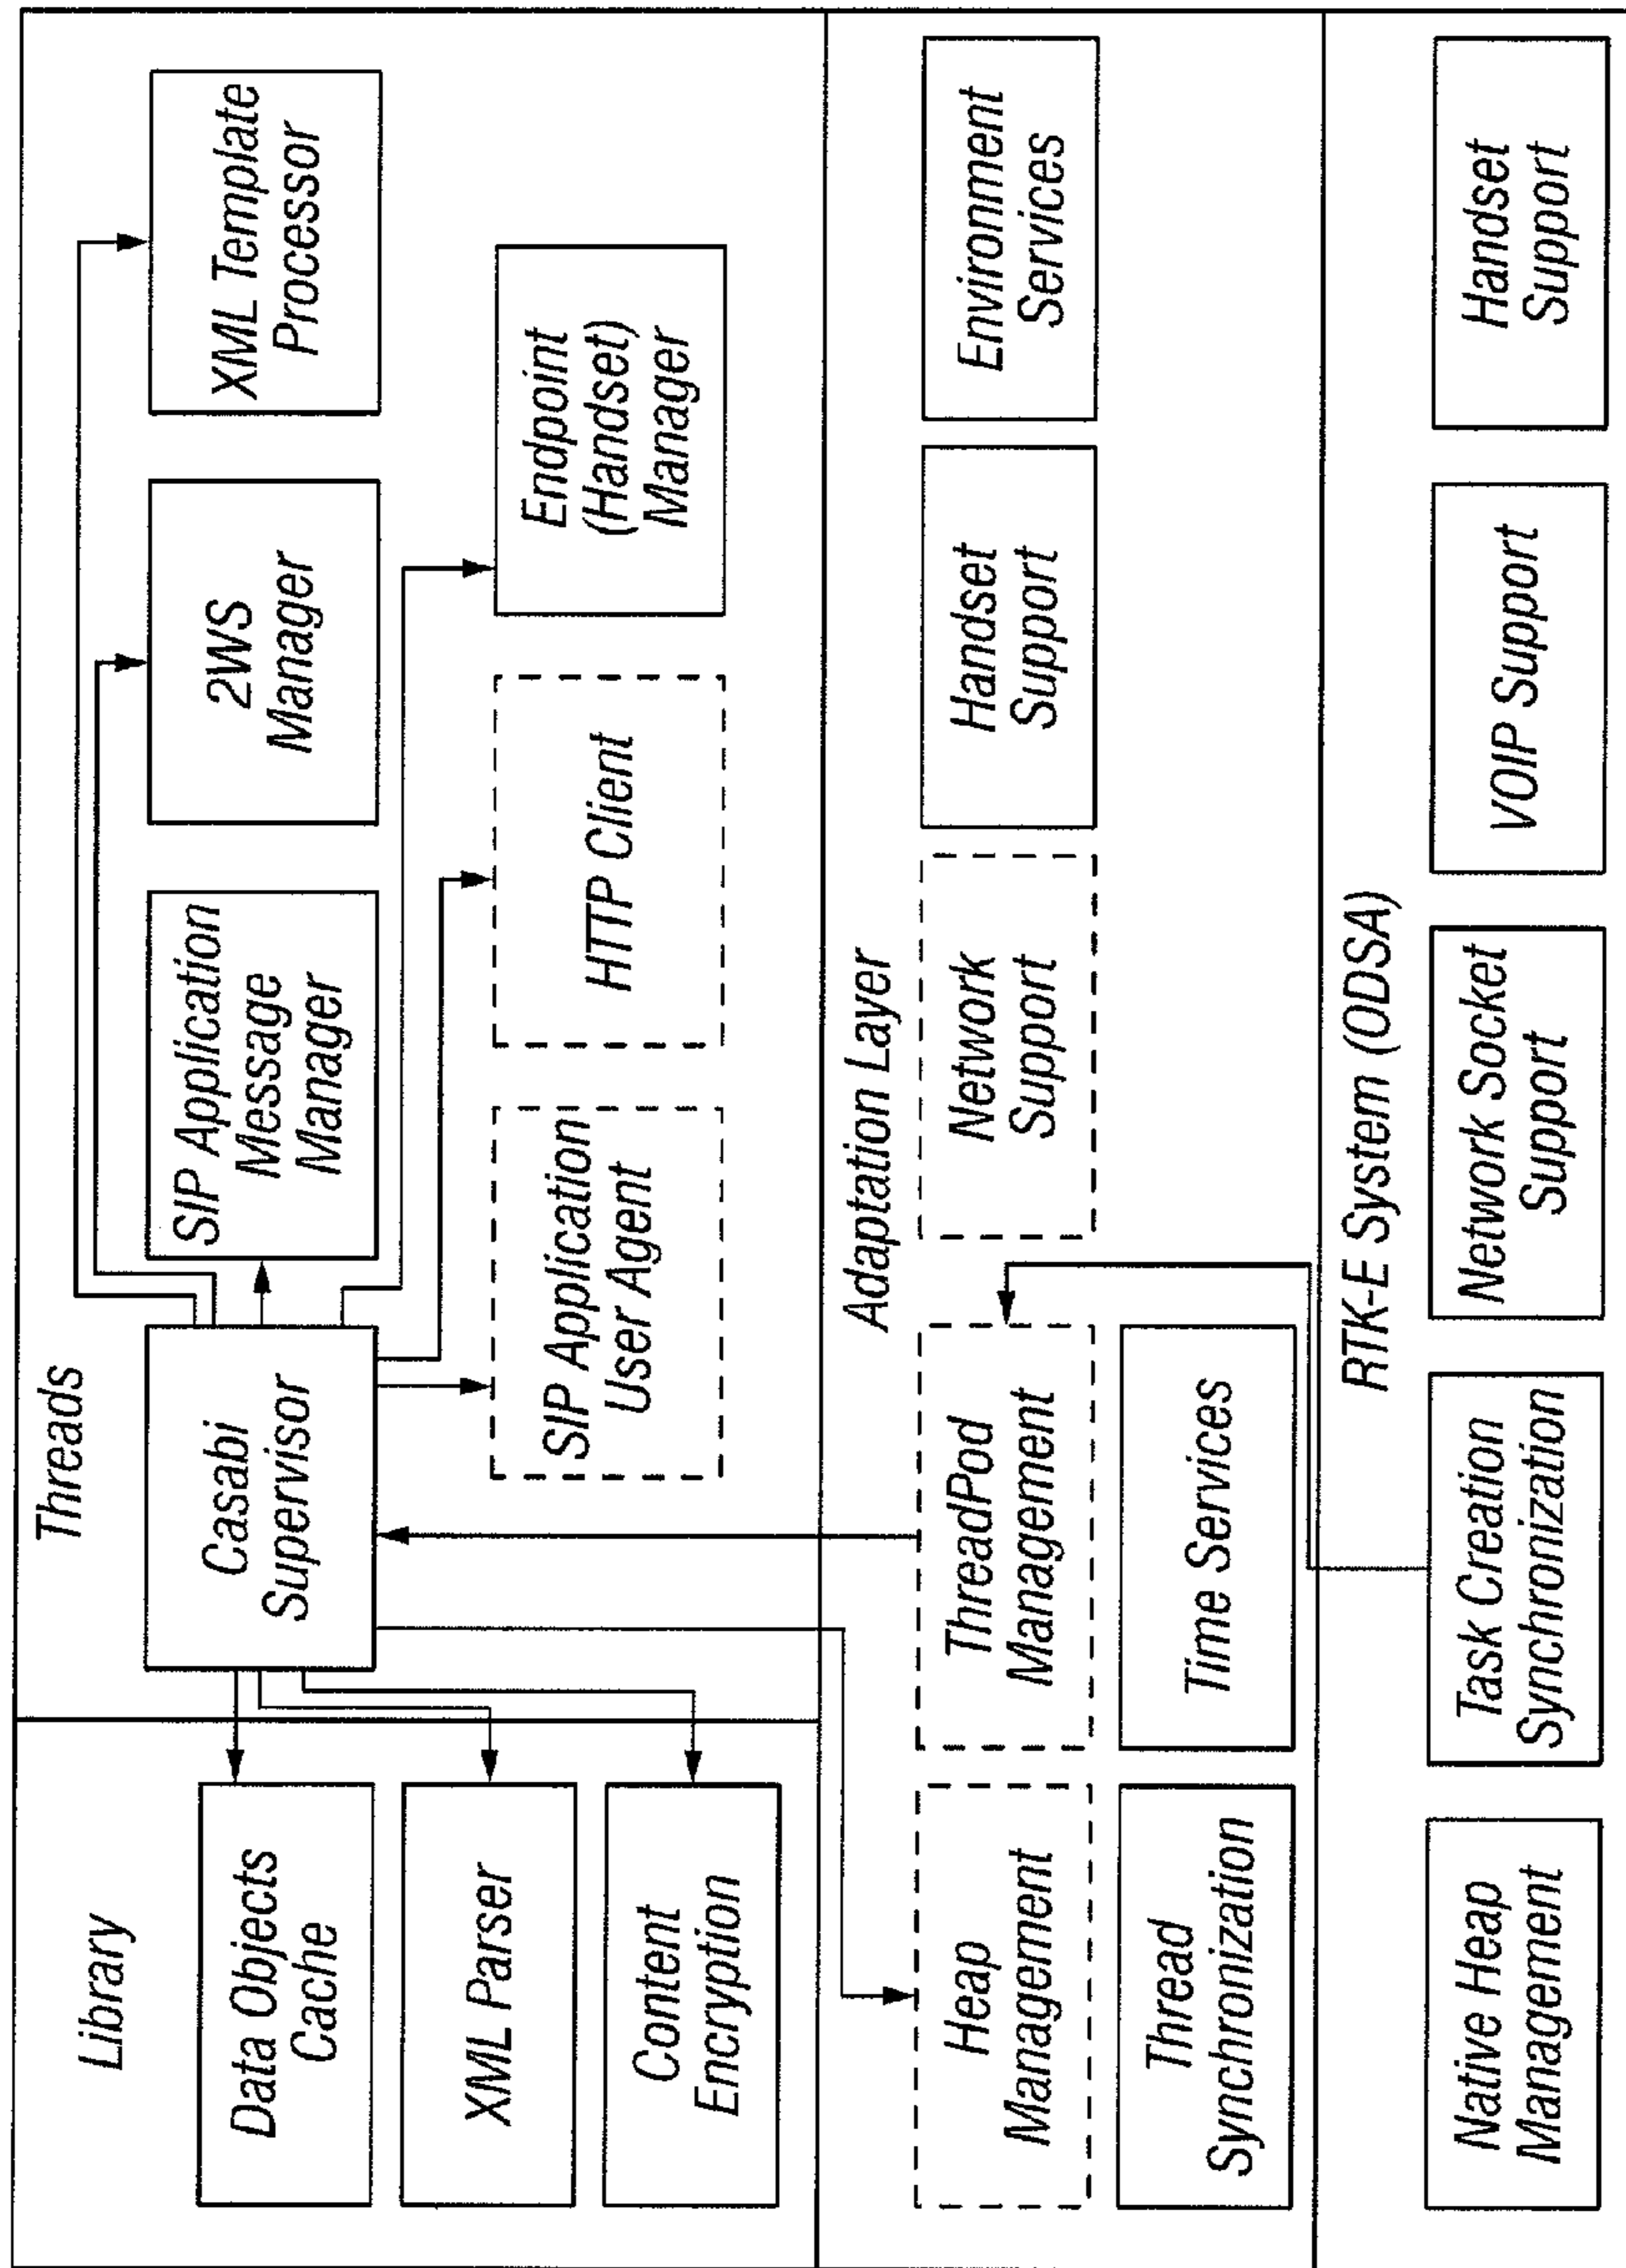 Library
Data Objects
Cache
XML Parser
Content
Encryption
Threads
Casabi
Supervisor
SIP Application
Message
Manager
2WS
Manager
XML Template
Processor
SIP Application
User Agent
HTTP Client
Endpoint
(Handset)
Manager
Adaptation Layer
Heap
Management
ThreadPod
Management
Network
Support
Handset
Support
Environment
Services
Thread
Synchronization
Time Services
RTK-E System (ODSA)
Native Heap
Management
Task Creation
Synchronization
Network Socket
Support
VOIP Support
Handset
Support